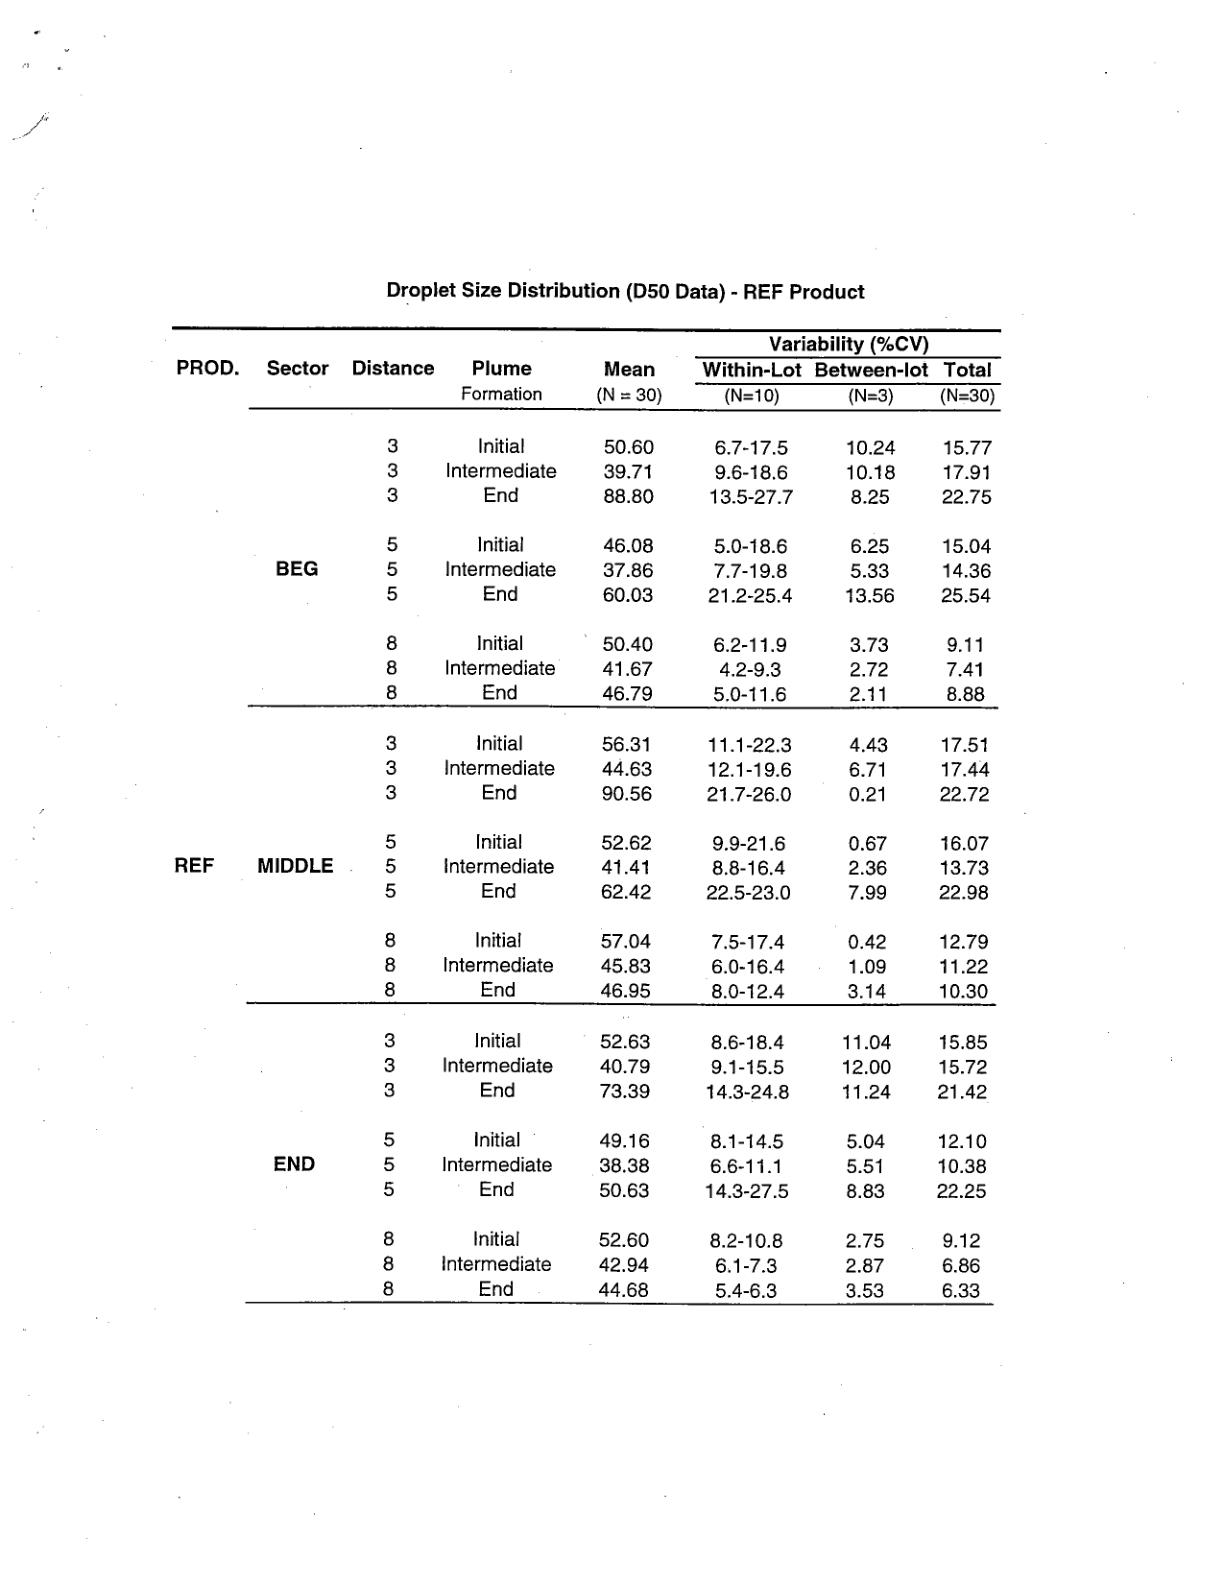 Droplet Size Distribution (D50 Data) - REF Product
Variability (%CV)
PROD. Sector Distance Plume Mean Within-Lot Between-lot Total
Formation (N = 30) (N=10) (N=3) (N=30)
3 Initial 50.60 6.7-17.5 10.24 15.77
3 Intermediate 39.71 9.6-18.6 10.18 17.91
3 End 88.80 13.5-27.7 8.25 22.75
5 Initial 46.08 5.0-18.6 6.25 15.04
BEG 5 Intermediate 37.86 7.7-19.8 5.33 14.36
5 End 60.03 21.2-25.4 13.56 25.54
8 Initial 50.40 6.2-11.9 3.73 9.11
8 Intermediate 41.67 4.2-9.3 2.72 7.41
8 End 46.79 5.0-11.6 2.11 8.88
3 Initial 56.31 11.1-22.3 4.43 17.51
3 Intermediate 44.63 12.1-19.6 6.71 17.44
3 End 90.56 21.7-26.0 0.21 22.72
5 Initial 52.62 9.9-21.6 0.67 16.07
REF MIDDLE 5 Intermediate 41.41 8.8-16.4 2.36 13.73
5 End 62.42 22.5-23.0 7.99 22.98
8 Initial 57.04 7.5-17.4 0.42 12.79
8 Intermediate 45.83 6.0-16.4 1.09 11.22
8 End 46.95 8.0-12.4 3.14 10.30
3 Initial 52.63 8.6-18.4 11.04 15.85
3 Intermediate 40.79 9.1-15.5 12.00 15.72
3 End 73.39 14.3-24.8 11.24 21.42
5 Initial 49.16 8.1-14.5 5.04 12.10
END 5 Intermediate 38.38 6.6-11.1 5.51 10.38
5 End 50.63 14.3-27.5 8.83 22.25
8 Initial 52.60 8.2-10.8 2.75 9.12
8 Intermediate 42.94 6.1-7.3 2.87 6.86
8 End 44.68 5.4-6.3 3.53 6.33